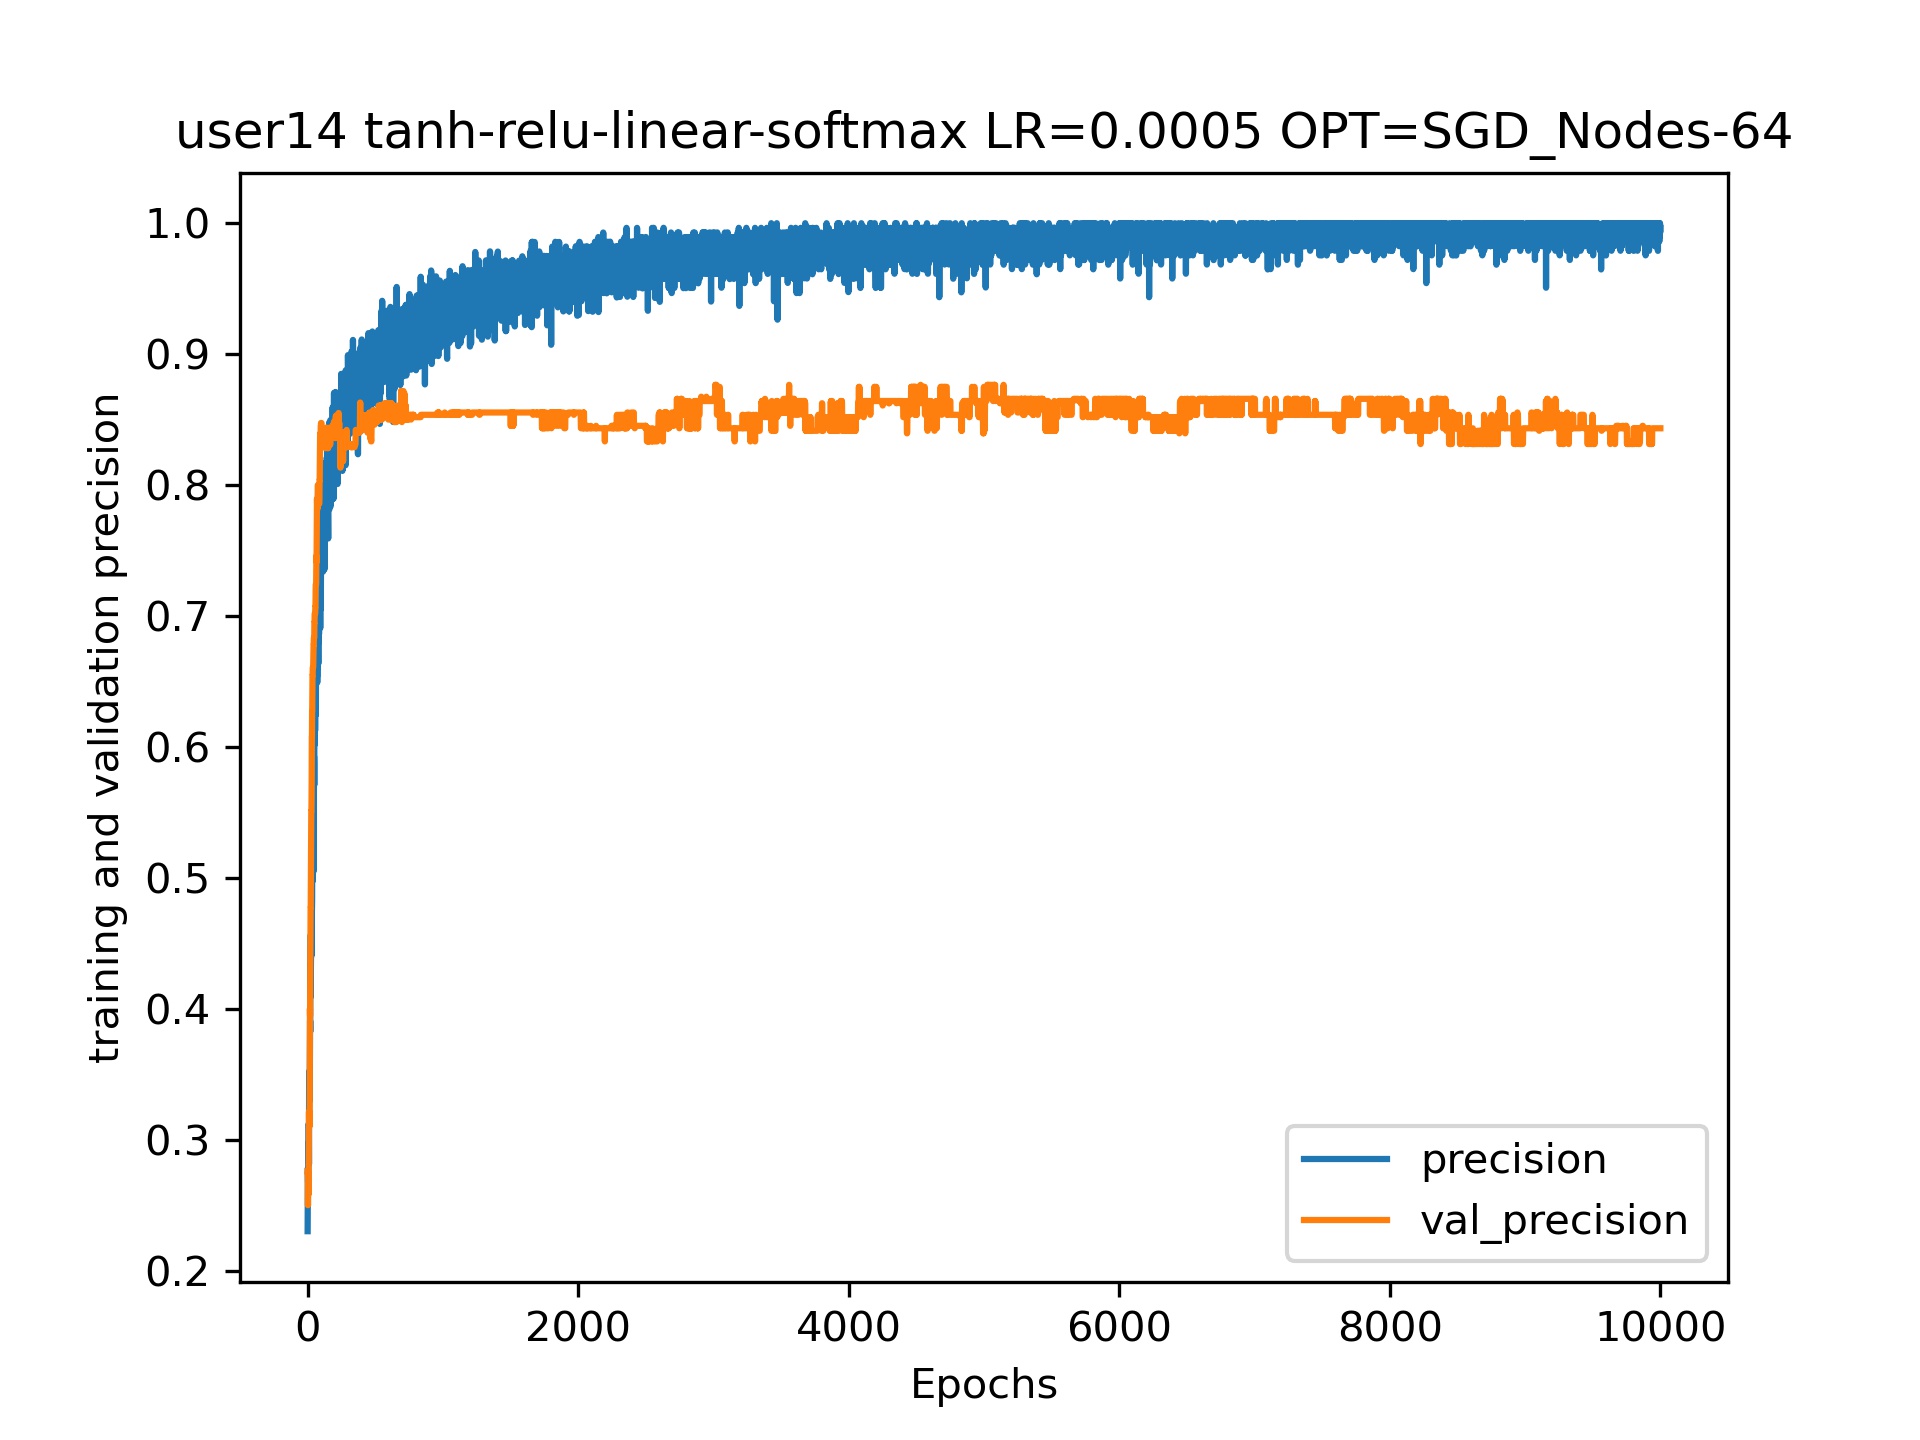 user14 tanh-relu-linear-softmax LR=0.0005 OPT=SGD_Nodes-64
training and validation precision
1.0
0.9
0.8
0.7
0.6
0.5
0.4
0.3
0.2
precision
val_precision
0 2000 4000 6000 8000 10000
Epochs